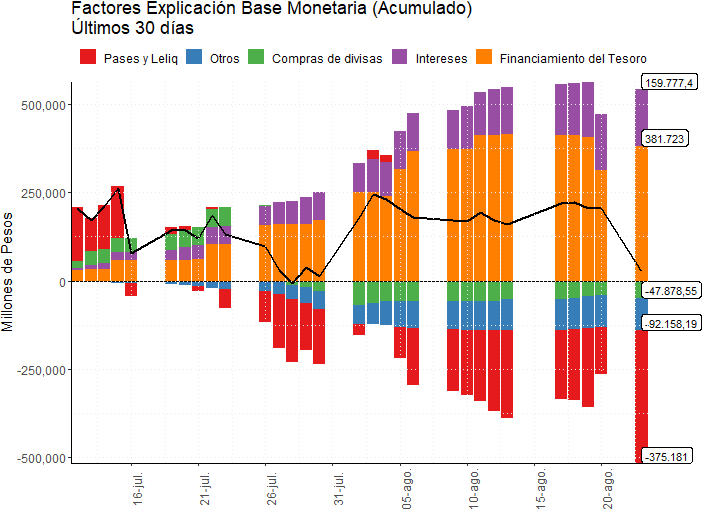 Factores Explicación Base Monetaria (Acumulado)
Últimos 30 días
Pases y Leliq Otros Compras de divisas Intereses Financiamiento del Tesoro
Millones de Pesos
500,000
250,000
0
-250,000
-500,000
159.777,4
381.723
-47.878,55
-92.158,19
-375.181
16-jul. 21-jul. 26-jul. 31-jul. 05-ago. 10-ago. 15-ago. 20-ago.